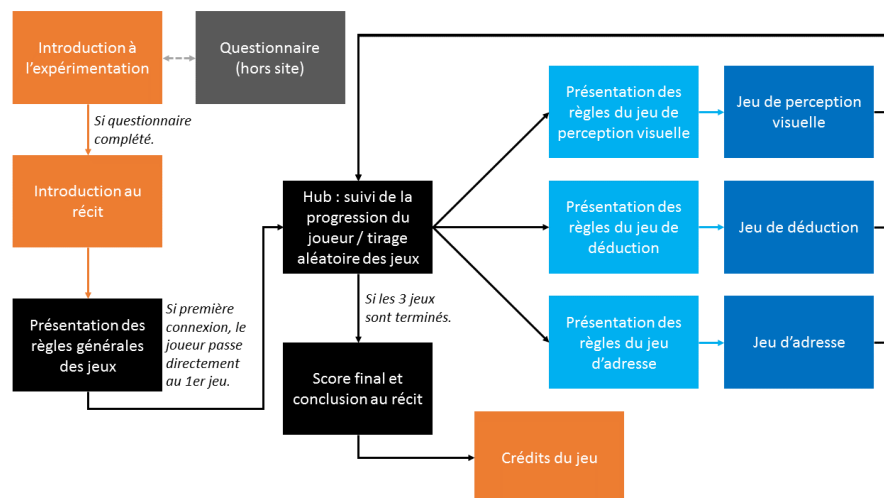 Introduction à
l'expérimentation
Questionnaire
(hors site)
Si questionnaire
complété.
Introduction au
récit
Présentation des
règles générales
des jeux
Si première
connexion, le
joueur passe
directement
au 1er jeu.
Hub : suivi de la
progression du
joueur / tirage
aléatoire des jeux
Si les 3 jeux
sont terminés.
Score final et
conclusion au récit
Crédits du jeu
Présentation des
règles du jeu de
perception visuelle
Jeu de perception
visuelle
Présentation des
règles du jeu de
déduction
Jeu de déduction
Présentation des
règles du jeu
d'adresse
Jeu d'adresse